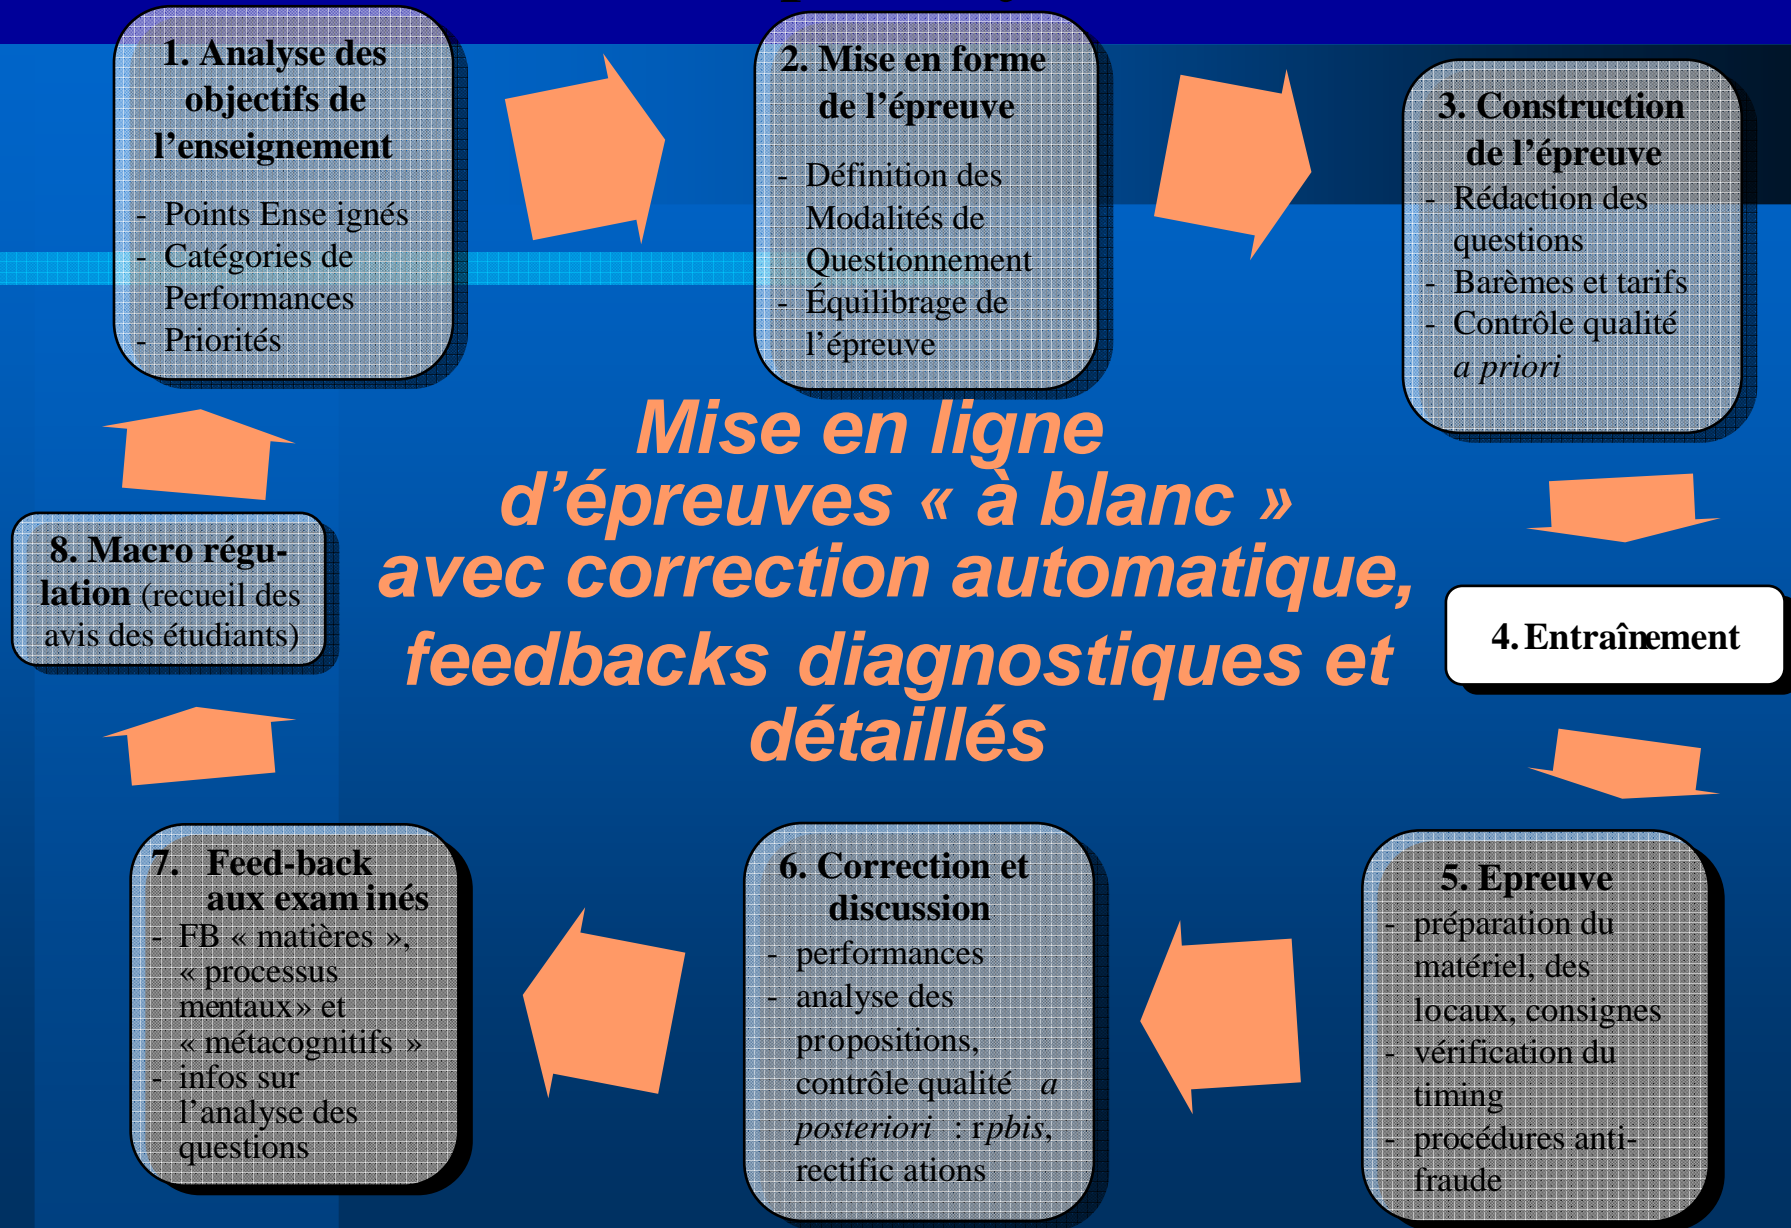 1. Analyse des
objectifs de
l’enseignement
- Points Ense ignés
- Catégories de
Performances
- Priorités
2. Mise en forme
de l’épreuve
- Définition des
Modalités de
Questionnement
- Équilibrage de
l’épreuve
3. Construction
de l’épreuve
- Rédaction des
questions
- Barèmes et tarifs
- Contrôle qualité
a priori
Mise en ligne
d’épreuves « à blanc »
avec correction automatique,
feedbacks diagnostiques et
détaillés
4. Entraînement
5. Epreuve
- préparation du
matériel, des
locaux, consignes
- vérification du
timing
- procédures anti-
fraude
6. Correction et
discussion
- performances
- analyse des
propositions,
contrôle qualité a
posteriori : rpbis,
rectific ations
7. Feed-back
aux exam inés
- FB « matières »,
« processus
mentaux» et
« métacognitifs »
- infos sur
l’analyse des
questions
8. Macro régu-
lation (recueil des
avis des étudiants)